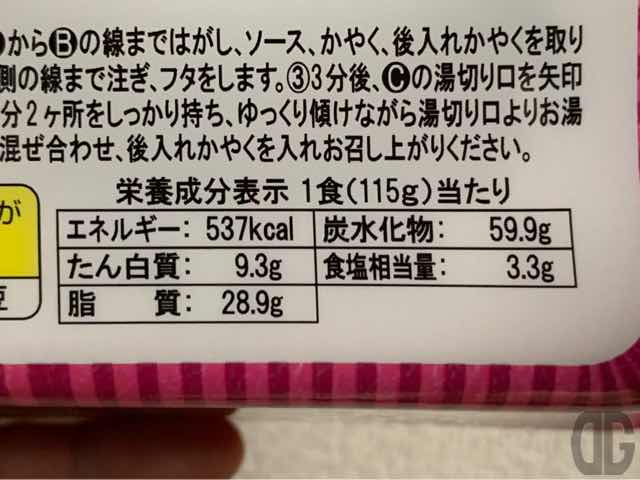 からBの線まではがし、ソース、かやく、後入れかやくを取り
側の線まで注ぎ、フタをします。③3分後、Cの湯切り口を矢印
分2ヶ所をしっかり持ち、ゆっくり傾けながら湯切り口よりお湯
混ぜ合わせ、後入れかやくを入れお召し上がりください。
が
豆
栄養成分表示 1食(115g)当たり
エネルギー: 537kcal 炭水化物: 59.9g
たん白質: 9.3g 食塩相当量: 3.3g
脂 質: 28.9g
DG